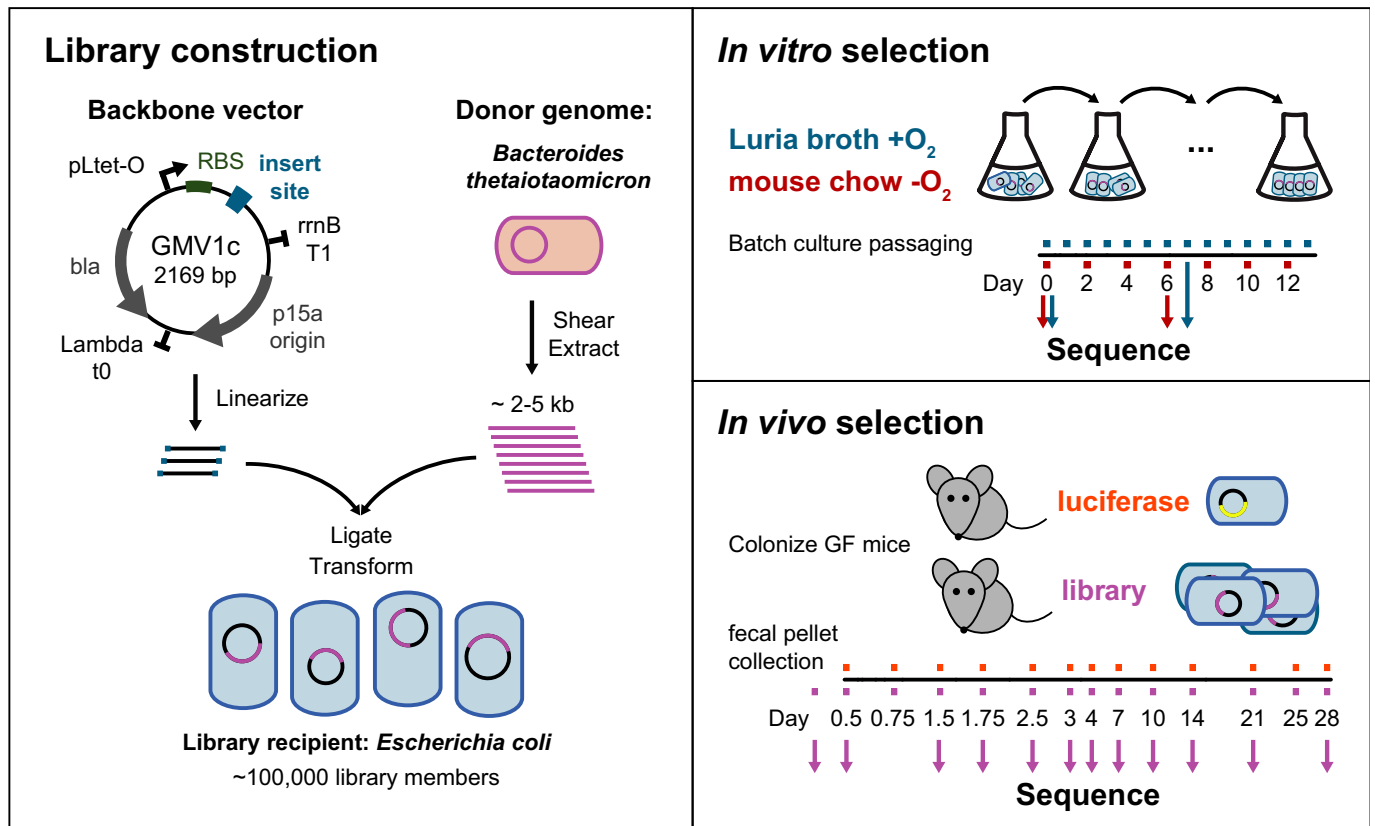 Library construction
Backbone vector
pLtet-O
RBS
insert
site
rrnB
T1
GMV1c
2169 bp
bla
p15a
origin
Lambda
t0
Linearize
Donor genome:
Bacteroides
thetaiotaomicron
Shear
Extract
~ 2-5 kb
Ligate
Transform
Library recipient: Escherichia coli
~100,000 library members
In vitro selection
Luria broth +O2
mouse chow -O2
...
Batch culture passaging
Day 0 2 4 6 8 10 12
Sequence
In vivo selection
luciferase
Colonize GF mice
library
fecal pellet
collection
Day 0.5 0.75 1.5 1.75 2.5 3 4 7 10 14 21 25 28
Sequence